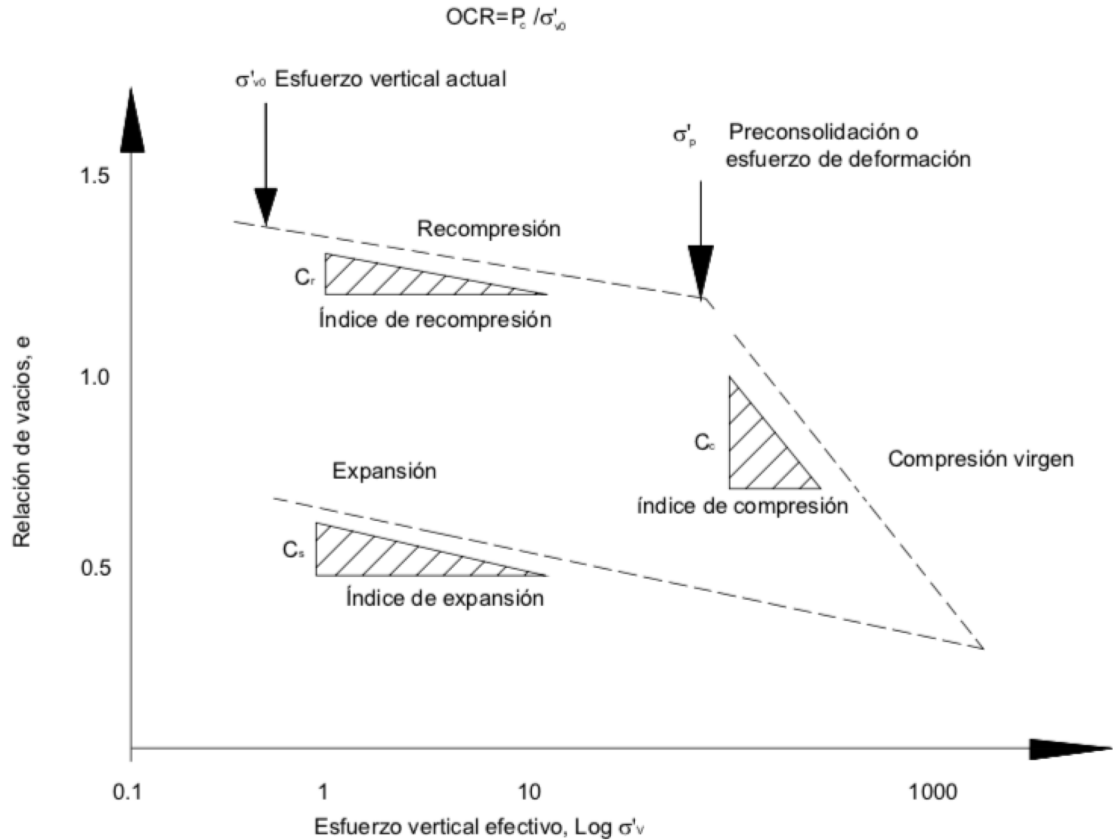 OCR=Pc/σ'v0
σ'v0 Esfuerzo vertical actual
σ'p Preconsolidación o
esfuerzo de deformación
1.5
Recompresión
Cr
Índice de recompresión
Relación de vacios, e
1.0
Cc
Compresión virgen
Expansión
índice de compresión
0.5
Cs
Índice de expansión
0.1 1 10 1000
Esfuerzo vertical efectivo, Log σ'v